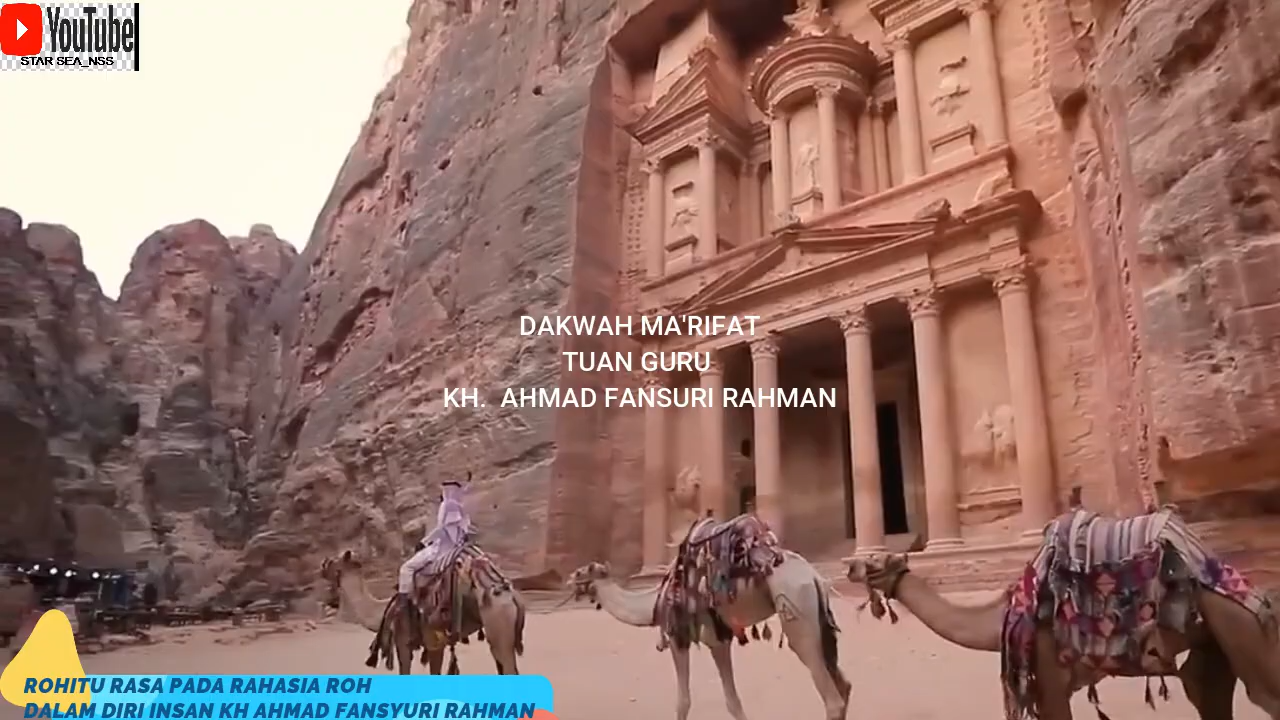 YouTube
STAR SEA_NSS
DAKWAH MA'RIFAT
TUAN GURU
KH. AHMAD FANSURI RAHMAN
ROHITU RASA PADA RAHASIA ROH
DALAM DIRI INSAN KH AHMAD FANSYURI RAHMAN